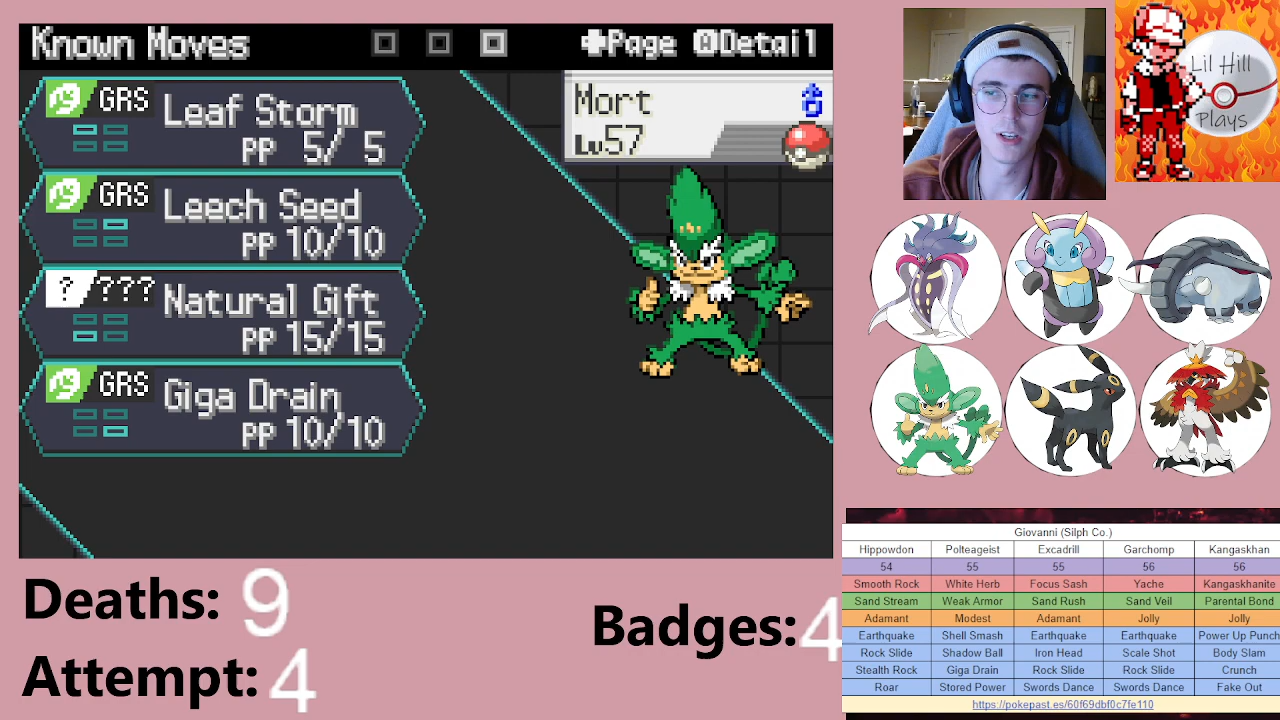 Known Moves
Page ADetail
GRS Leaf Storm
PP 5/ 5
GRS Leech Seed
PP 10/10
? ??? Natural Gift
PP 15/15
GRS Giga Drain
PP 10/10
Mort
Lv57
Lil Hill
Plays
Deaths: 9
Attempt: 4
Badges: 4
Giovanni (Silph Co.)
Hippowdon Polteageist Excadrill Garchomp Kangaskhan
54 55 55 56 56
Smooth Rock White Herb Focus Sash Yache Kangaskhanite
Sand Stream Weak Armor Sand Rush Sand Veil Parental Bond
Adamant Modest Adamant Jolly Jolly
Earthquake Shell Smash Earthquake Earthquake Power Up Punch
Rock Slide Shadow Ball Iron Head Scale Shot Body Slam
Stealth Rock Giga Drain Rock Slide Rock Slide Crunch
Roar Stored Power Swords Dance Swords Dance Fake Out
https://pokepast.es/60f69dbf0c7fe110